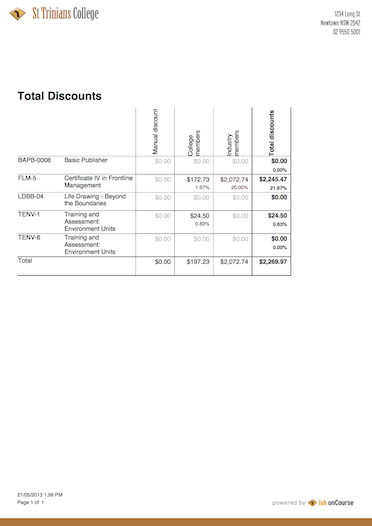 St Trinians College
1234 Long St
Newtown NSW 2042
02 9550 5001
Total Discounts
Manual discount
College members
Industry members
Total discounts
BAPB-0008 Basic Publisher $0.00 $0.00 $0.00 $0.00
0.00%
FLM-5 Certificate IV in Frontline $0.00 $172.73 $2,072.74 $2,245.47
Management 1.67% 20.00% 21.67%
LDBB-04 Life Drawing - Beyond $0.00 $0.00 $0.00 $0.00
the Boundaries
TENV-1 Training and $0.00 $24.50 $0.00 $24.50
Assessment: 0.83% 0.83%
Environment Units
TENV-6 Training and $0.00 $0.00 $0.00 $0.00
Assessment: 0.00%
Environment Units
Total $0.00 $197.23 $2,072.74 $2,269.97
21/05/2013 1.56 PM
Page 1 of 1
powered by ish onCourse